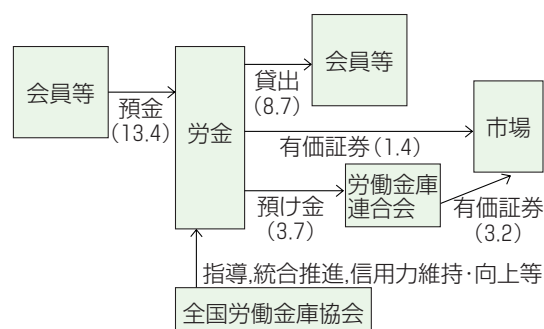 会員等
預金
(13.4)
労金
貸出
(8.7)
会員等
有価証券(1.4)
市場
預け金
(3.7)
労働金庫
連合会
有価証券
(3.2)
指導,統合推進,信用力維持・向上等
全国労働金庫協会